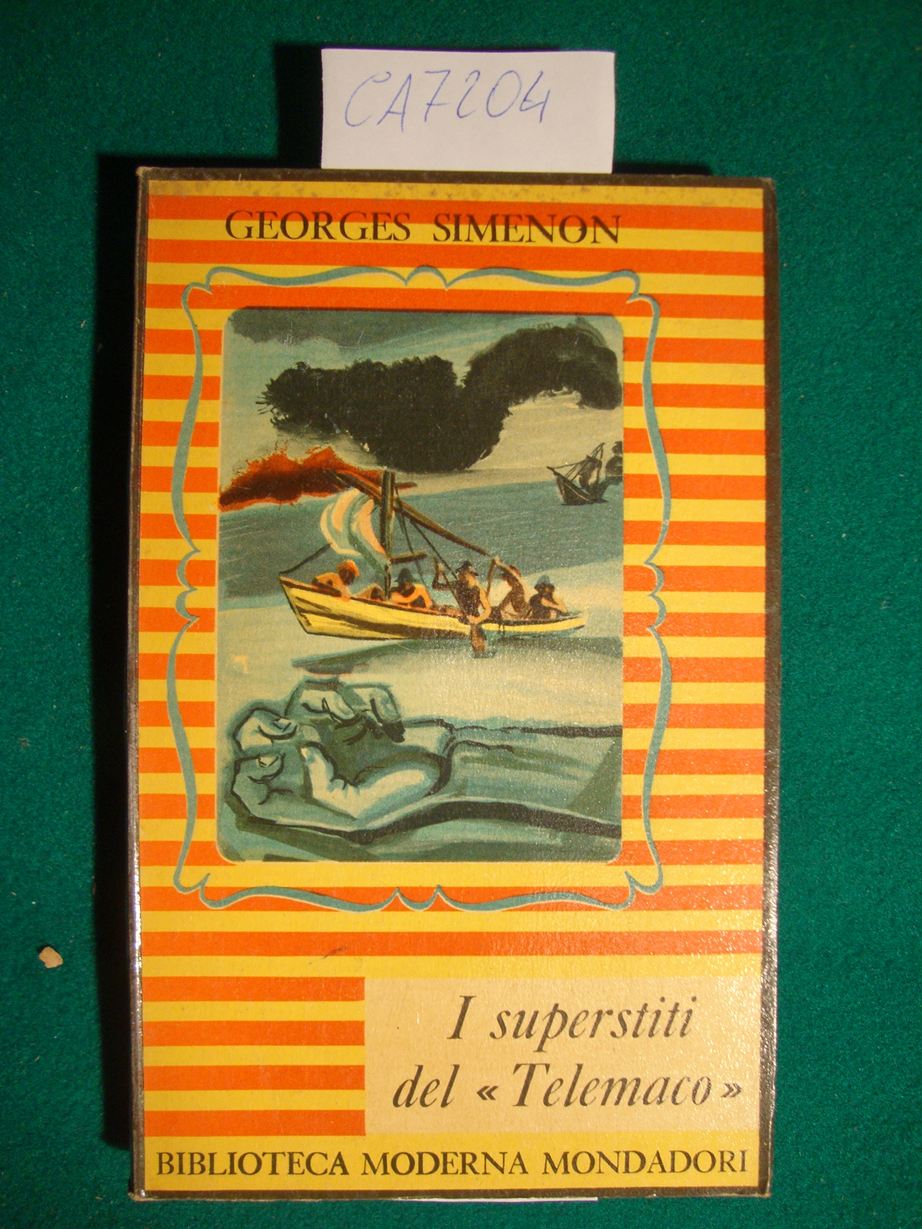 CA7204
GEORGES SIMENON
I superstiti
del « Telemaco »
BIBLIOTECA MODERNA MONDADORI